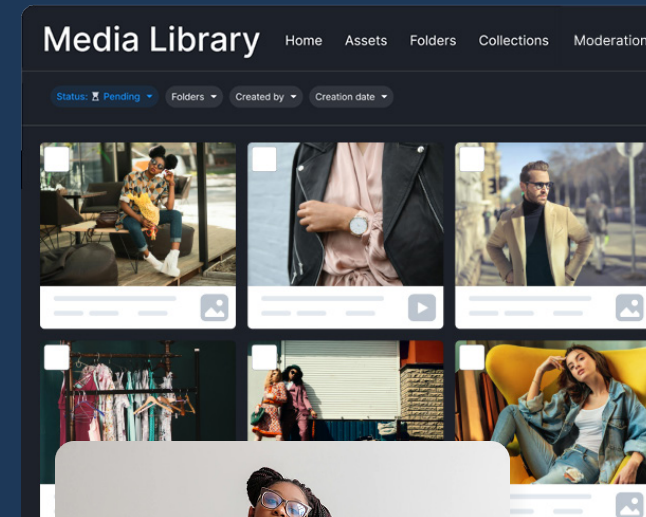 Media Library Home Assets Folders Collections Moderation
Status: ⌛ Pending Folders Created by Creation date